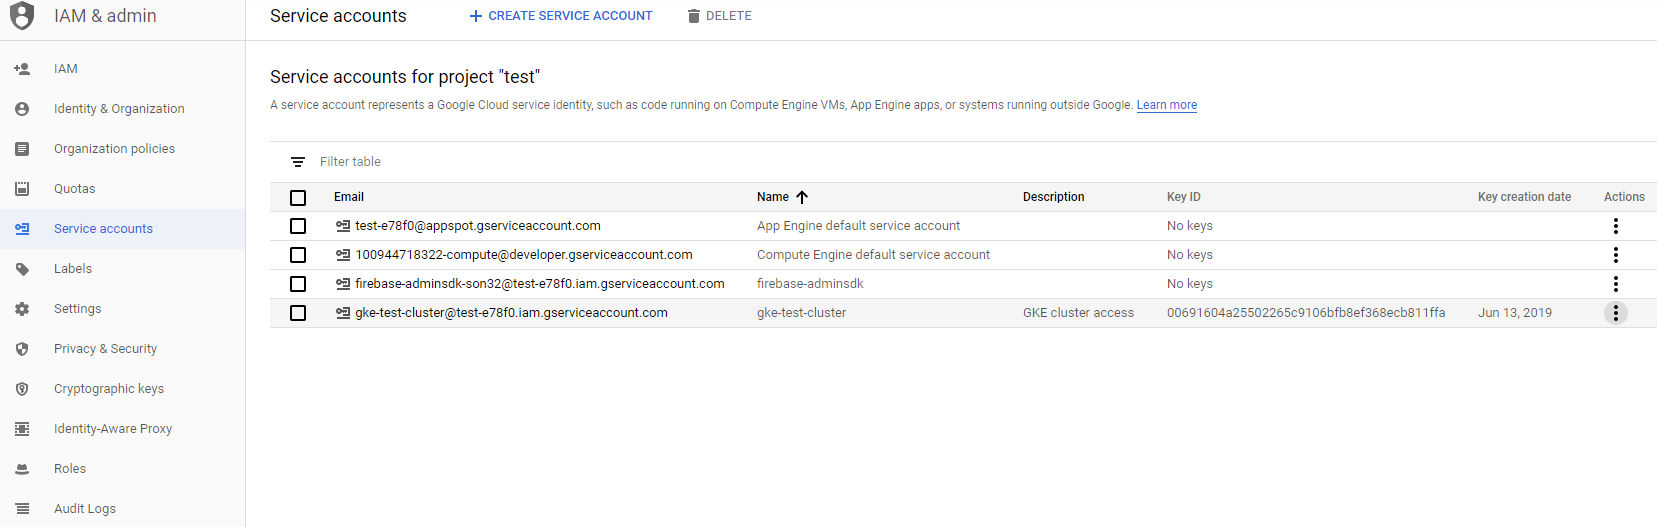 IAM & admin
Service accounts
CREATE SERVICE ACCOUNT
DELETE
IAM
Identity & Organization
Organization policies
Quotas
Service accounts
Labels
Settings
Privacy & Security
Cryptographic keys
Identity-Aware Proxy
Roles
Audit Logs
Service accounts for project "test"
A service account represents a Google Cloud service identity, such as code running on Compute Engine VMs, App Engine apps, or systems running outside Google. Learn more
Filter table
Email Name Description Key ID Key creation date Actions
test-e78f0@appspot.gserviceaccount.com App Engine default service account No keys
100944718322-compute@developer.gserviceaccount.com Compute Engine default service account No keys
firebase-adminsdk-son32@test-e78f0.iam.gserviceaccount.com firebase-adminsdk No keys
gke-test-cluster@test-e78f0.iam.gserviceaccount.com gke-test-cluster GKE cluster access 00691604a25502265c9106bfb8ef368ecb811ffa Jun 13, 2019